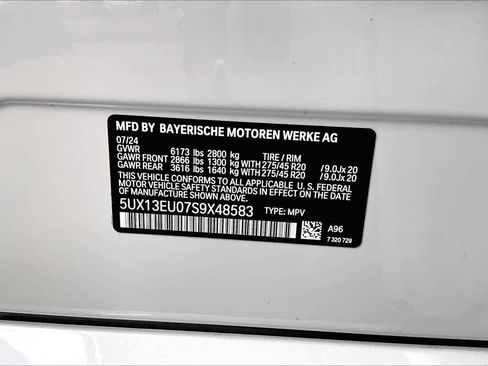 MFD BY BAYERISCHE MOTOREN WERKE AG
07/24
GVWR 6173 lbs 2800 kg TIRE / RIM
GAWR FRONT 2866 lbs 1300 kg WITH 275/45 R20 / 9.0Jx 20
GAWR REAR 3616 lbs 1640 kg WITH 275/45 R20 / 9.0Jx 20
THIS VEHICLE CONFORMS TO ALL APPLICABLE U. S. FEDERAL
MOTOR VEHICLE SAFETY STANDARDS IN EFFECT ON
THE DATE OF MANUFACTURE SHOWN ABOVE.
5UX13EU07S9X48583 TYPE: MPV
A96
7 320 729